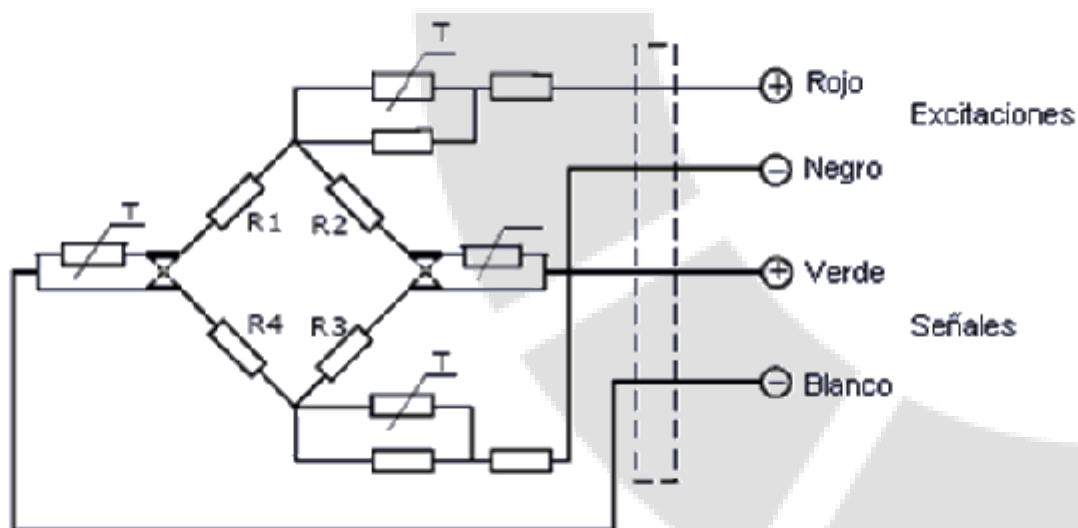 T
+ Rojo
Excitaciones
− Negro
R1 R2
T
+ Verde
Señales
R4 R3
T
− Blanco